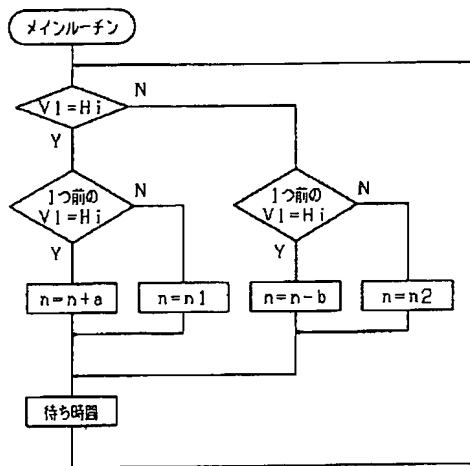 メインルーチン
V1=Hi
N
Y
1つ前の
V1=Hi
N
Y
1つ前の
V1=Hi
N
Y
n=n+a
n=n1
n=n-b
n=n2
待ち時間